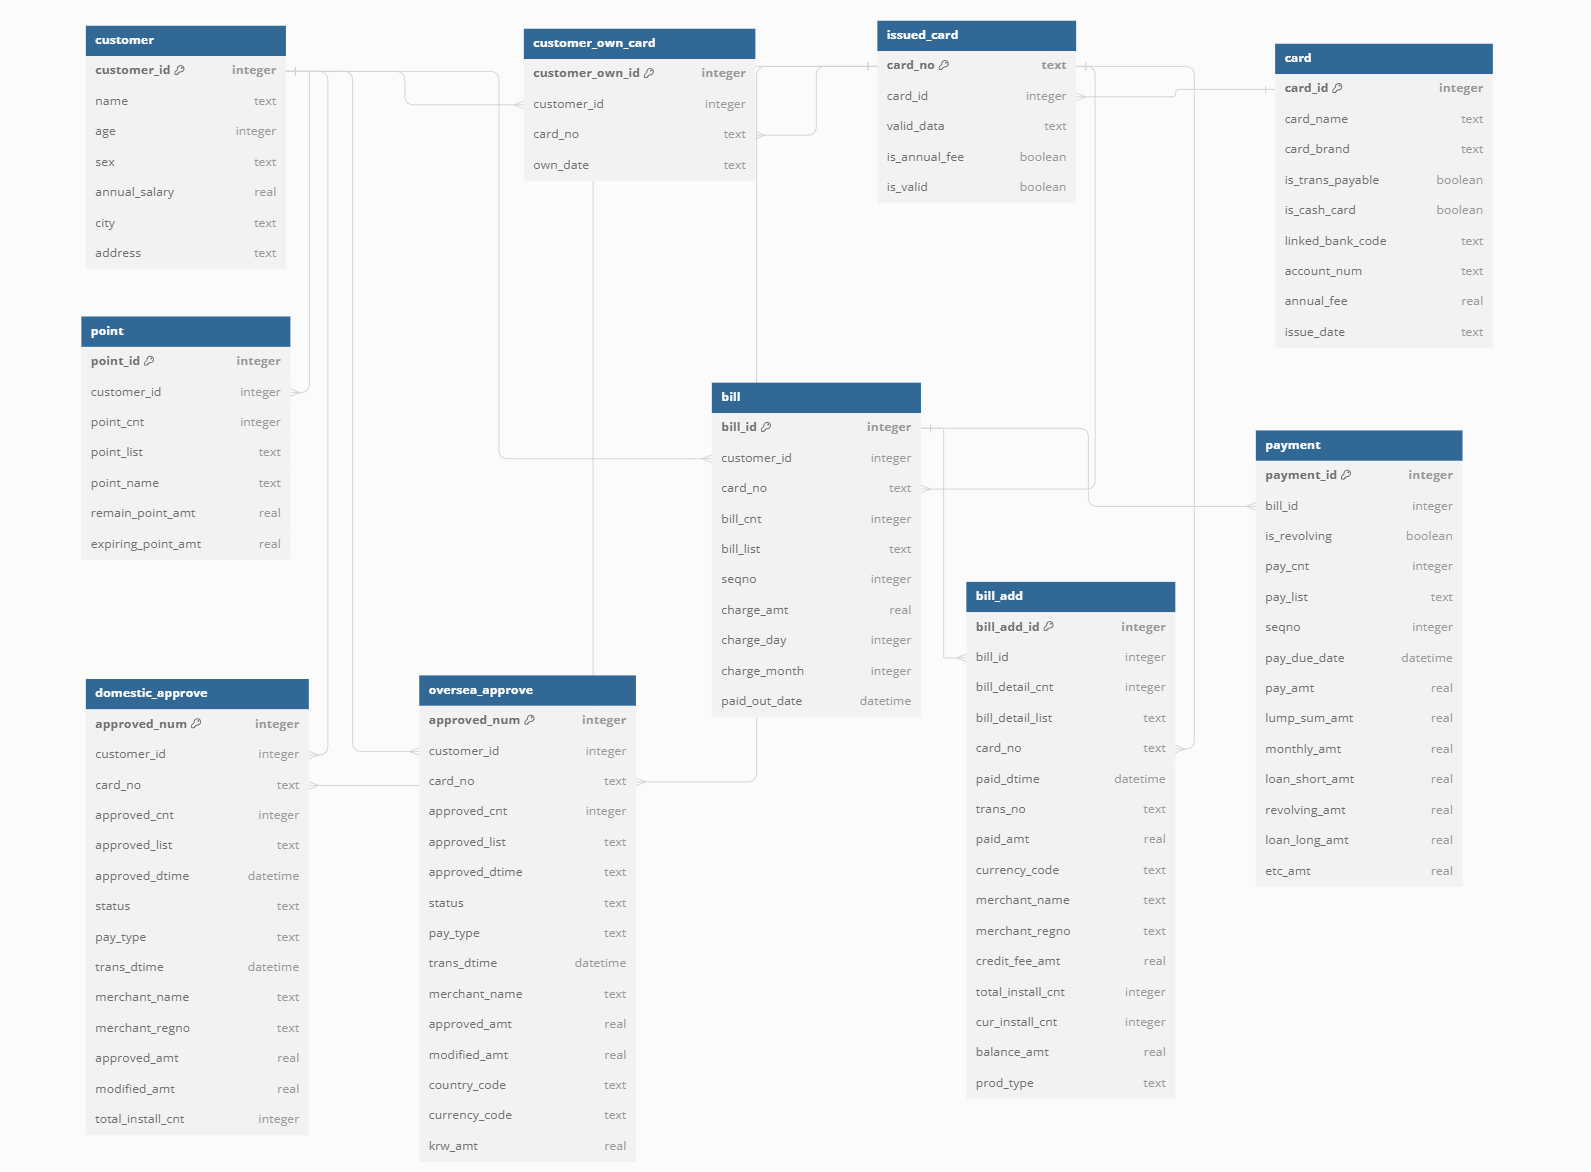 customer
customer_id integer
name text
age integer
sex text
annual_salary real
city text
address text
customer_own_card
customer_own_id integer
customer_id integer
card_no text
own_date text
issued_card
card_no text
card_id integer
valid_data text
is_annual_fee boolean
is_valid boolean
card
card_id integer
card_name text
card_brand text
is_trans_payable boolean
is_cash_card boolean
linked_bank_code text
account_num text
annual_fee real
issue_date text
point
point_id integer
customer_id integer
point_cnt integer
point_list text
point_name text
remain_point_amt real
expiring_point_amt real
bill
bill_id integer
customer_id integer
card_no text
bill_cnt integer
bill_list text
seqno integer
charge_amt real
charge_day integer
charge_month integer
paid_out_date datetime
payment
payment_id integer
bill_id integer
is_revolving boolean
pay_cnt integer
pay_list text
seqno integer
pay_due_date datetime
pay_amt real
lump_sum_amt real
monthly_amt real
loan_short_amt real
revolving_amt real
loan_long_amt real
etc_amt real
bill_add
bill_add_id integer
bill_id integer
bill_detail_cnt integer
bill_detail_list text
card_no text
paid_dtime datetime
trans_no text
paid_amt real
currency_code text
merchant_name text
merchant_regno text
credit_fee_amt real
total_install_cnt integer
cur_install_cnt integer
balance_amt real
prod_type text
domestic_approve
approved_num integer
customer_id integer
card_no text
approved_cnt integer
approved_list text
approved_dtime datetime
status text
pay_type text
trans_dtime datetime
merchant_name text
merchant_regno text
approved_amt real
modified_amt real
total_install_cnt integer
oversea_approve
approved_num integer
customer_id integer
card_no text
approved_cnt integer
approved_list text
approved_dtime text
status text
pay_type text
trans_dtime datetime
merchant_name text
approved_amt real
modified_amt real
country_code text
currency_code text
krw_amt real